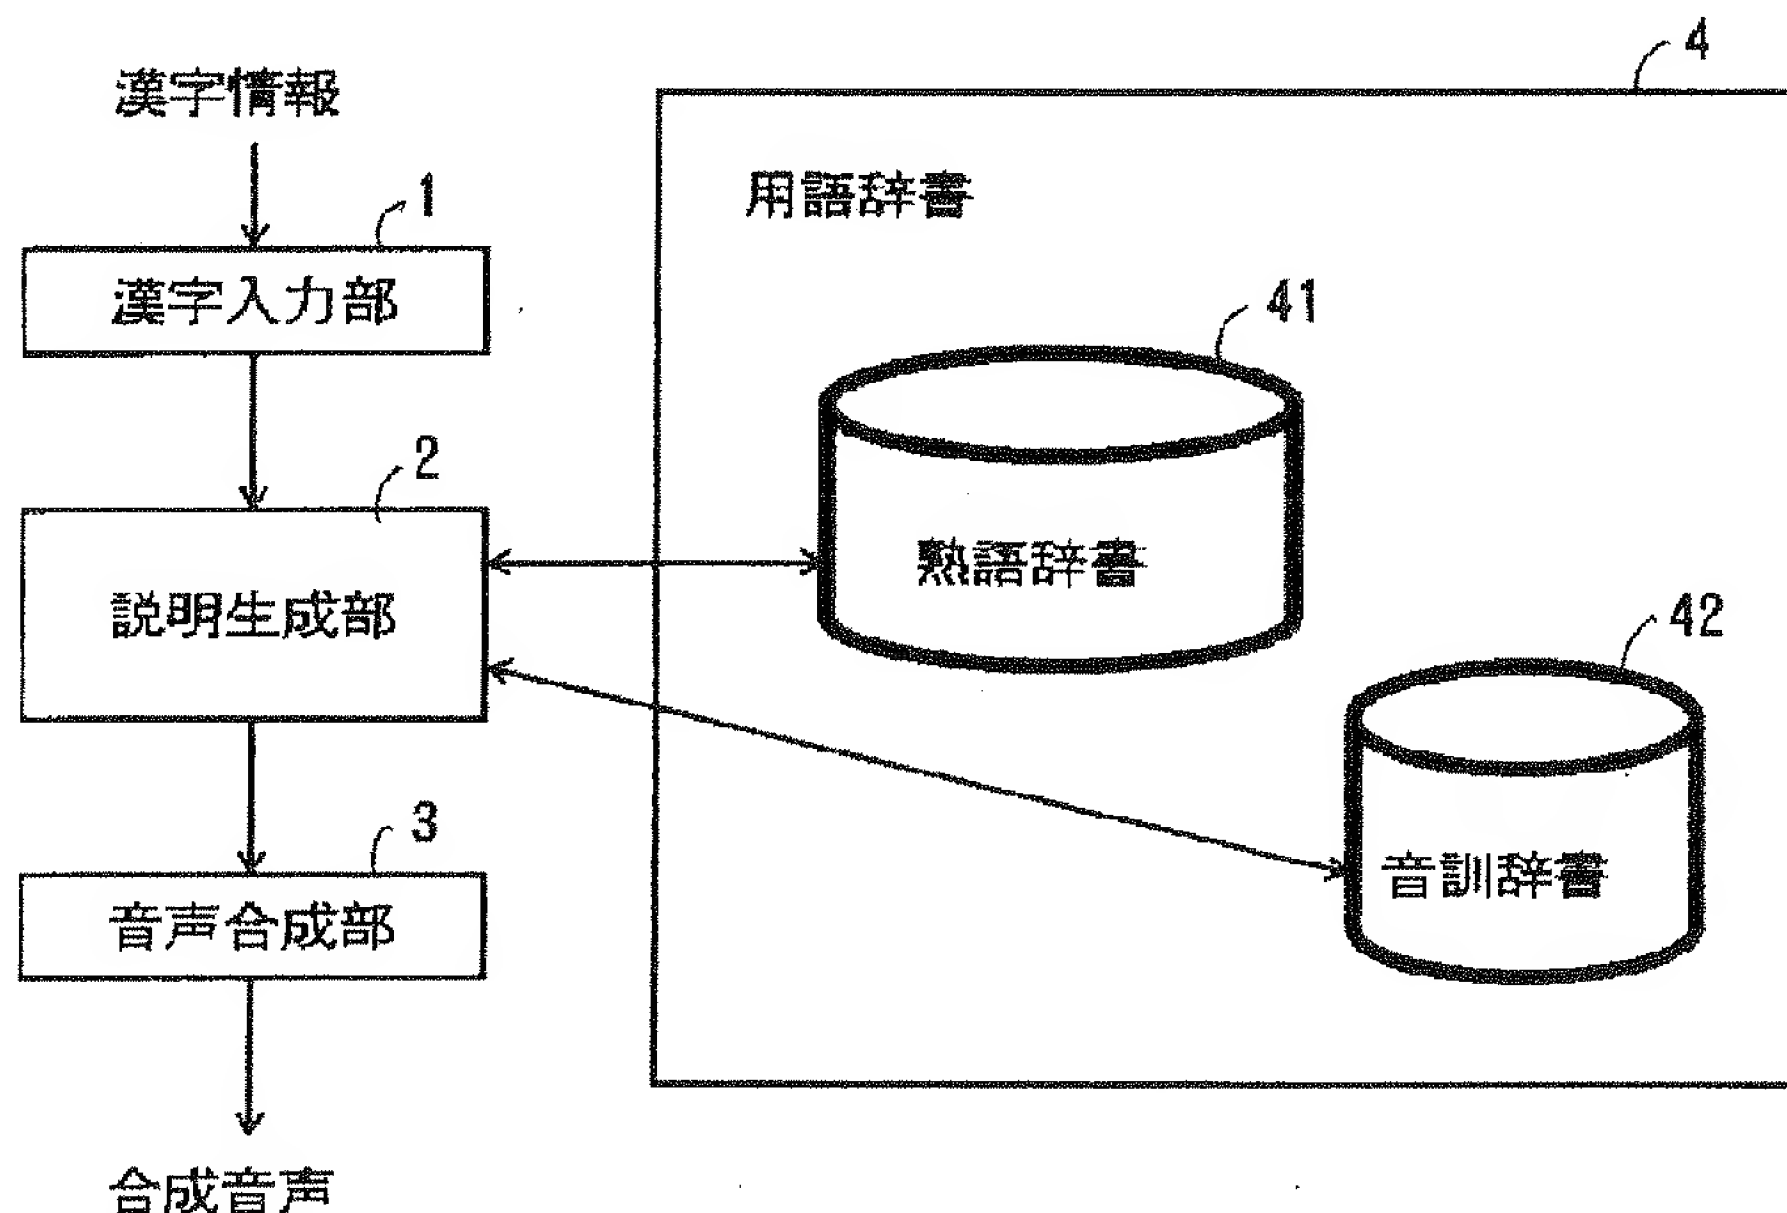 4
漢字情報
用語辞書
1
漢字入力部
41
2
熟語辞書
説明生成部
42
3
音訓辞書
音声合成部
合成音声